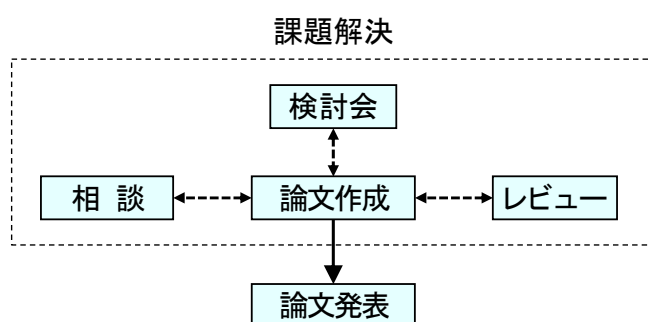 課題解決
検討会
相 談
論文作成
レビュー
論文発表